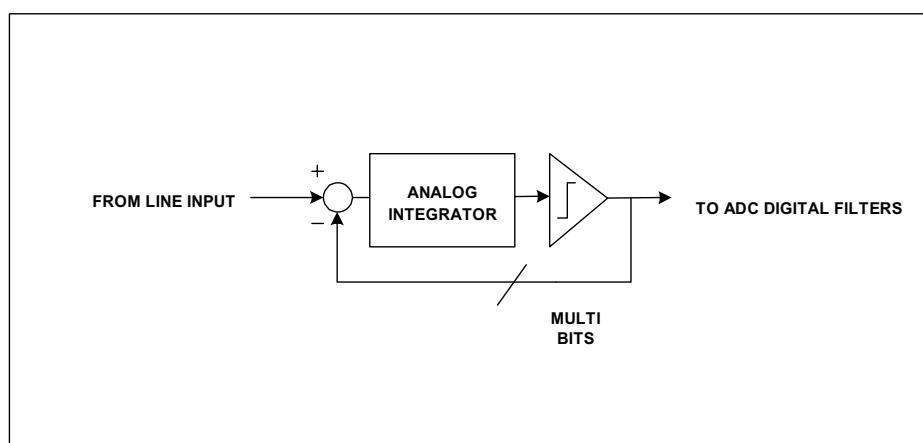 +
FROM LINE INPUT
−
ANALOG
INTEGRATOR
TO ADC DIGITAL FILTERS
MULTI
BITS